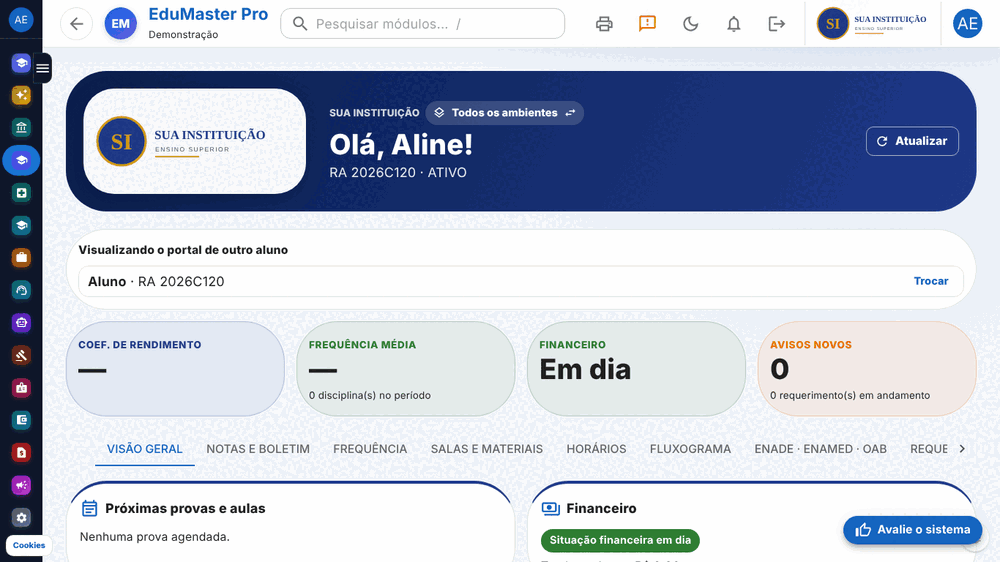 AE
EM
EduMaster Pro
Demonstração
Pesquisar módulos... /
SUA INSTITUIÇÃO
ENSINO SUPERIOR
AE
SI
SUA INSTITUIÇÃO
ENSINO SUPERIOR
SUA INSTITUIÇÃO
Todos os ambientes
Olá, Aline!
RA 2026C120 · ATIVO
Atualizar
Visualizando o portal de outro aluno
Aluno · RA 2026C120
Trocar
COEF. DE RENDIMENTO
—
FREQUÊNCIA MÉDIA
—
0 disciplina(s) no período
FINANCEIRO
Em dia
AVISOS NOVOS
0
0 requerimento(s) em andamento
VISÃO GERAL
NOTAS E BOLETIM
FREQUÊNCIA
SALAS E MATERIAIS
HORÁRIOS
FLUXOGRAMA
ENADE · ENAMED · OAB
REQUE
Próximas provas e aulas
Nenhuma prova agendada.
Financeiro
Situação financeira em dia
Avalie o sistema
Cookies